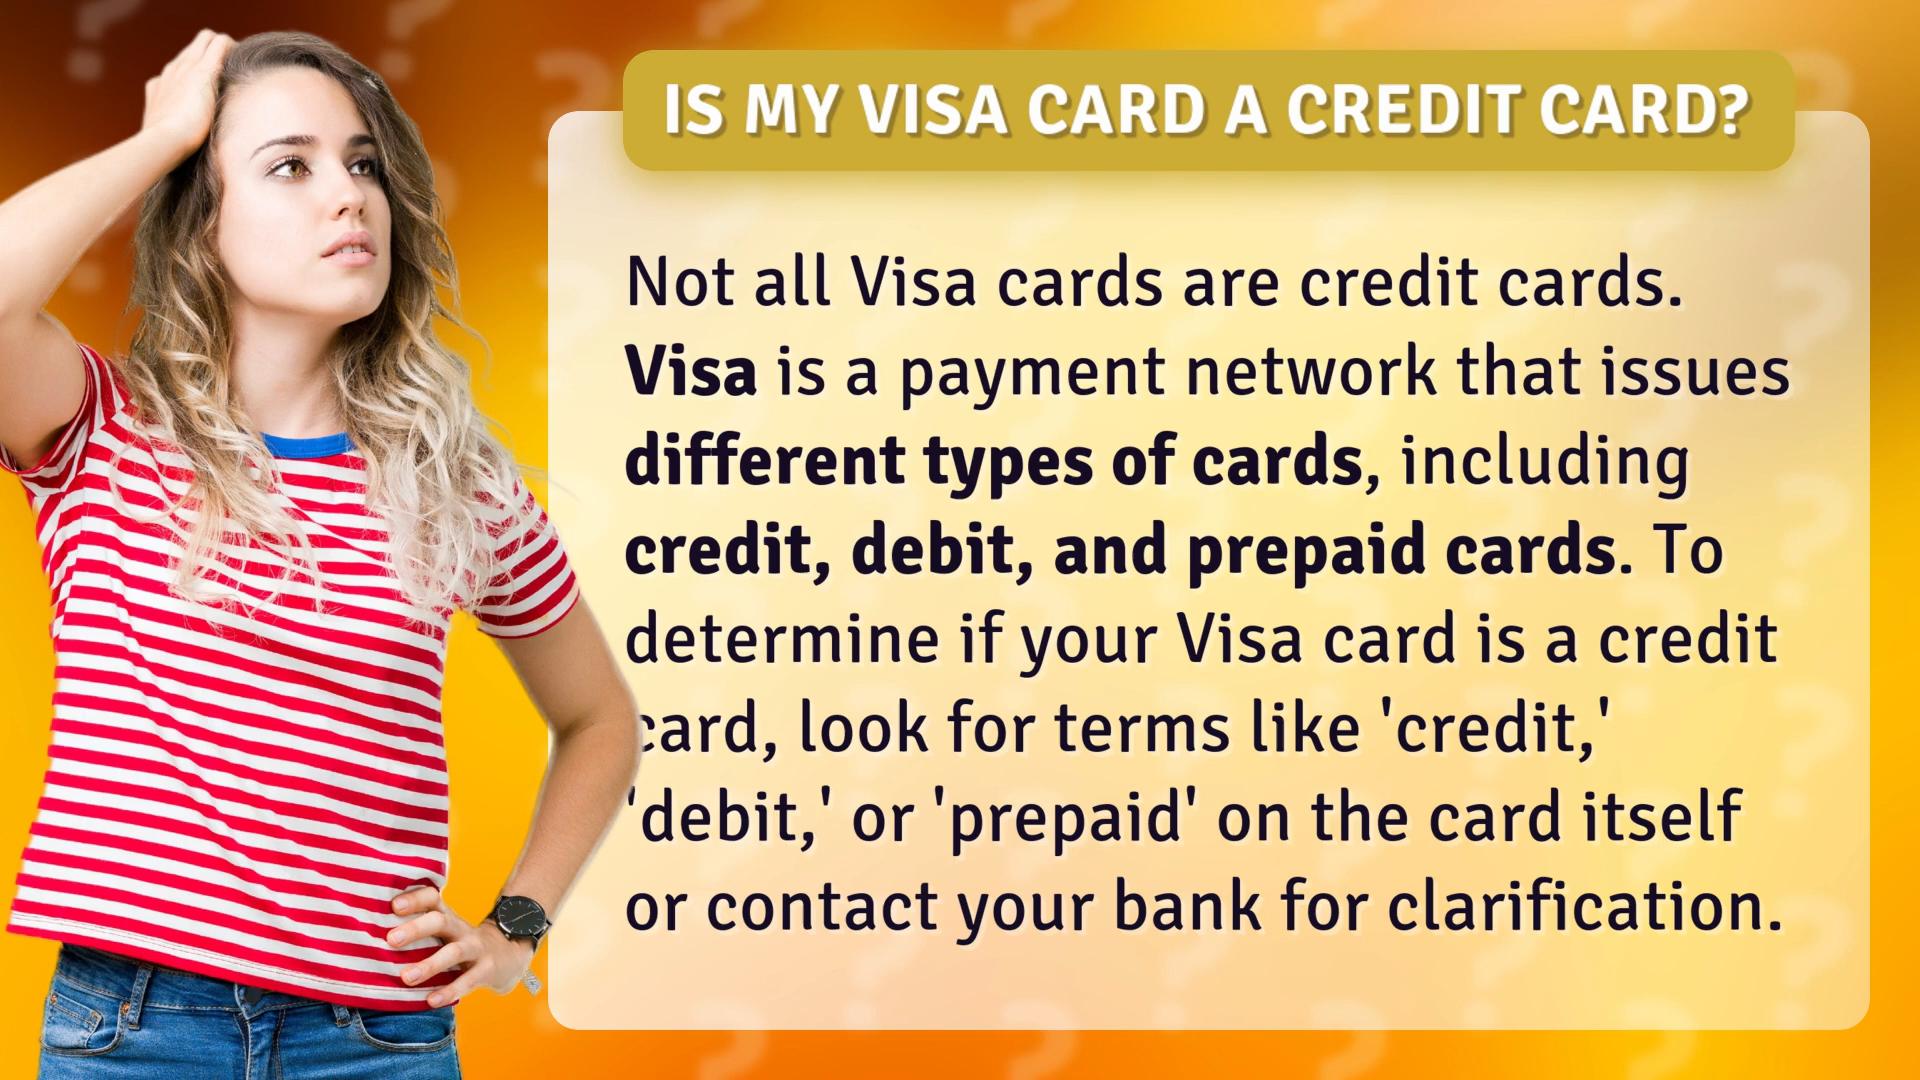 IS MY VISA CARD A CREDIT CARD?
Not all Visa cards are credit cards.
Visa is a payment network that issues
different types of cards, including
credit, debit, and prepaid cards. To
determine if your Visa card is a credit
card, look for terms like 'credit,'
'debit,' or 'prepaid' on the card itself
or contact your bank for clarification.